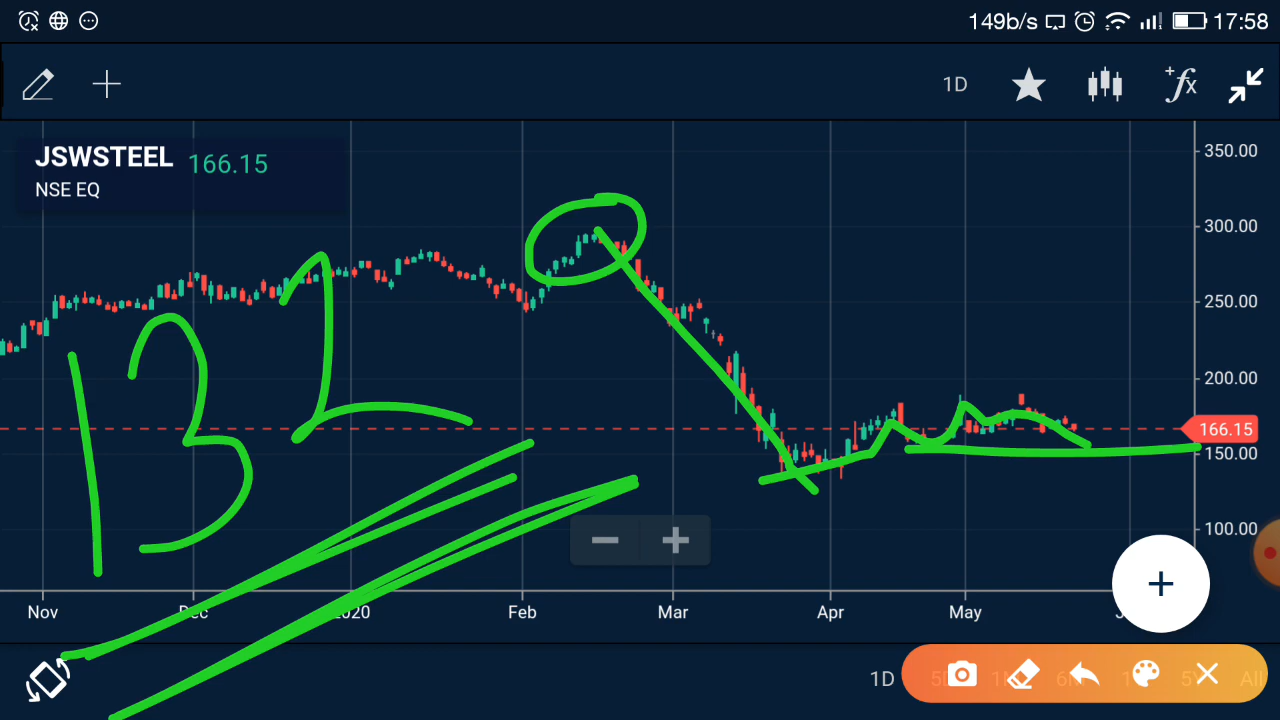 149b/s 17:58
1D
JSWSTEEL 166.15
NSE EQ
fx
350.00
300.00
250.00
200.00
166.15
150.00
100.00
132
Nov Dec 2020 Feb Mar Apr May
1D